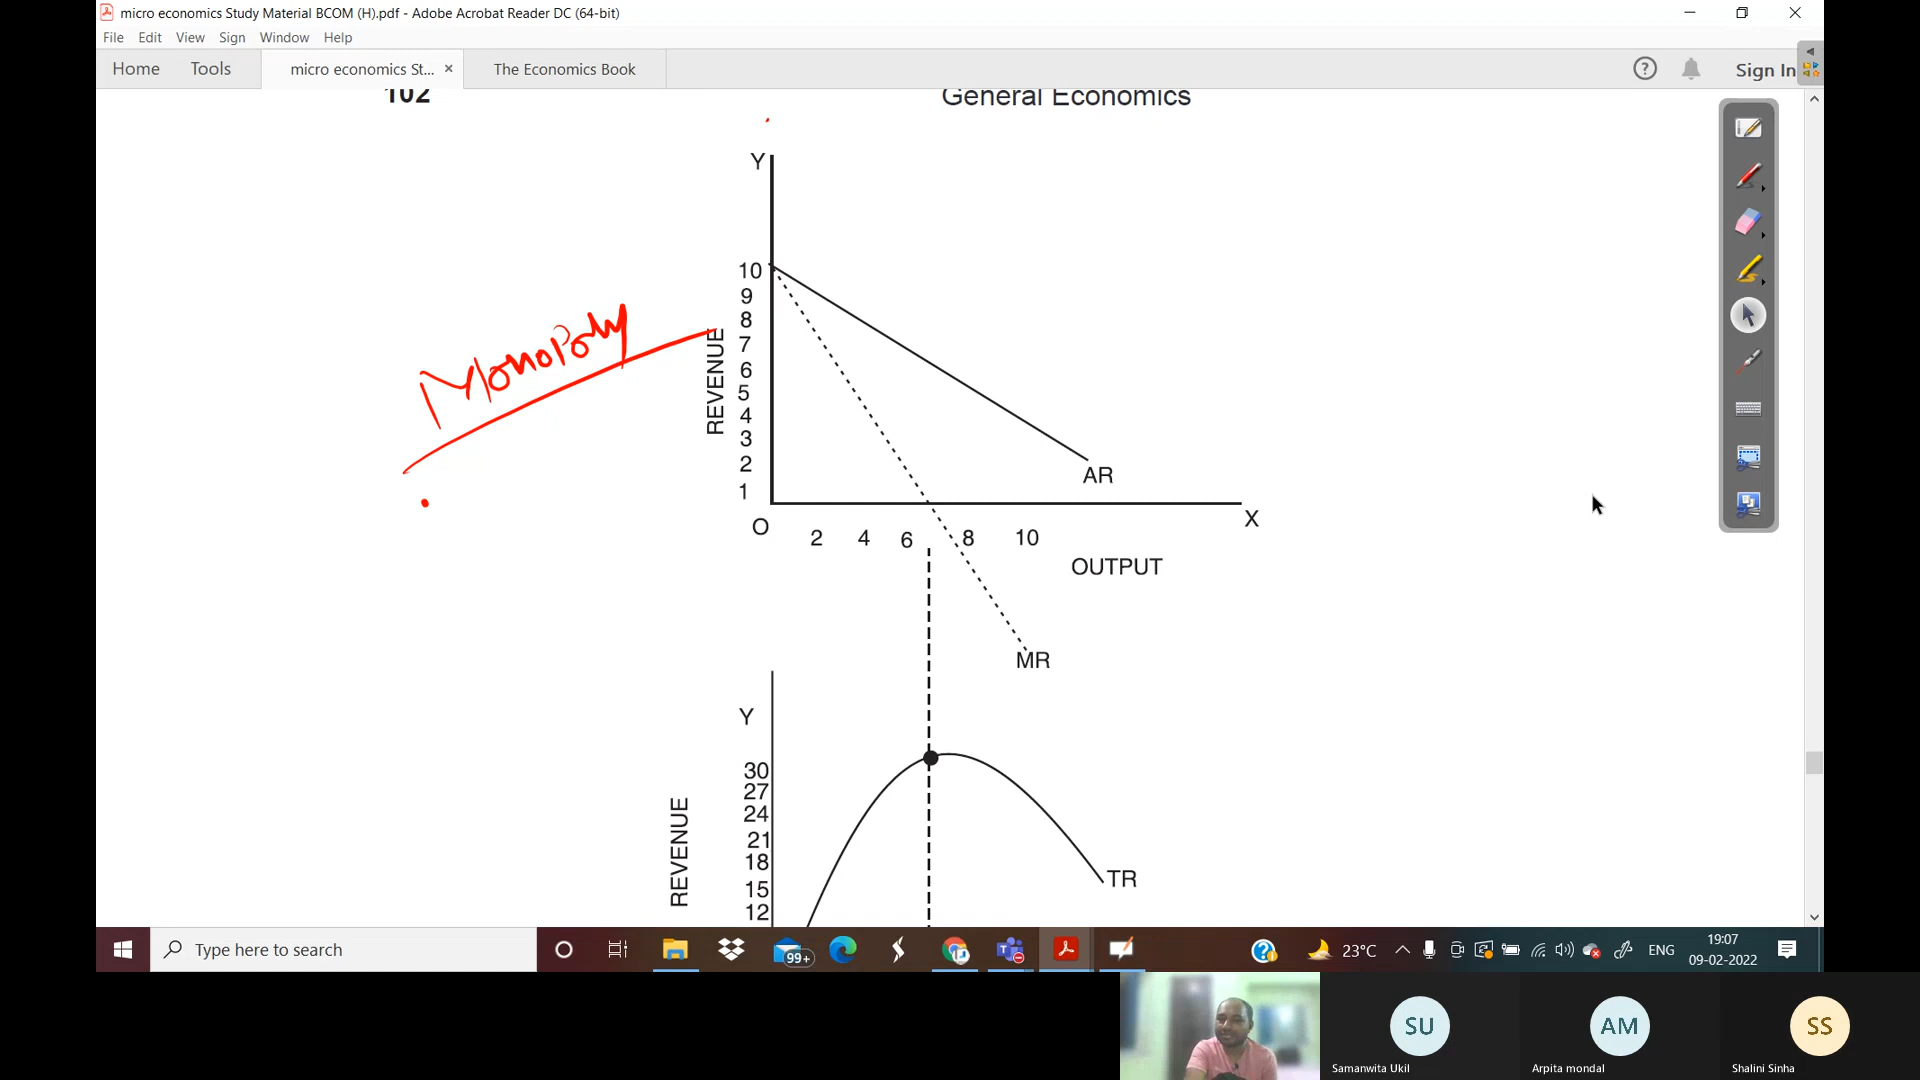 micro economics Study Material BCOM (H).pdf - Adobe Acrobat Reader DC (64-bit)
File Edit View Sign Window Help
Home Tools micro economics St... × The Economics Book Sign In
102 General Economics
Y
10
9
8
7
6
5
4
3
2
1
REVENUE
Monopoly
AR
O
X
2 4 6 8 10
OUTPUT
MR
Y
30
27
24
21
18
15
12
REVENUE
TR
Type here to search
99+
23°C
ENG
19:07
09-02-2022
SU AM SS
Samanwita Ukil Arpita mondal Shalini Sinha